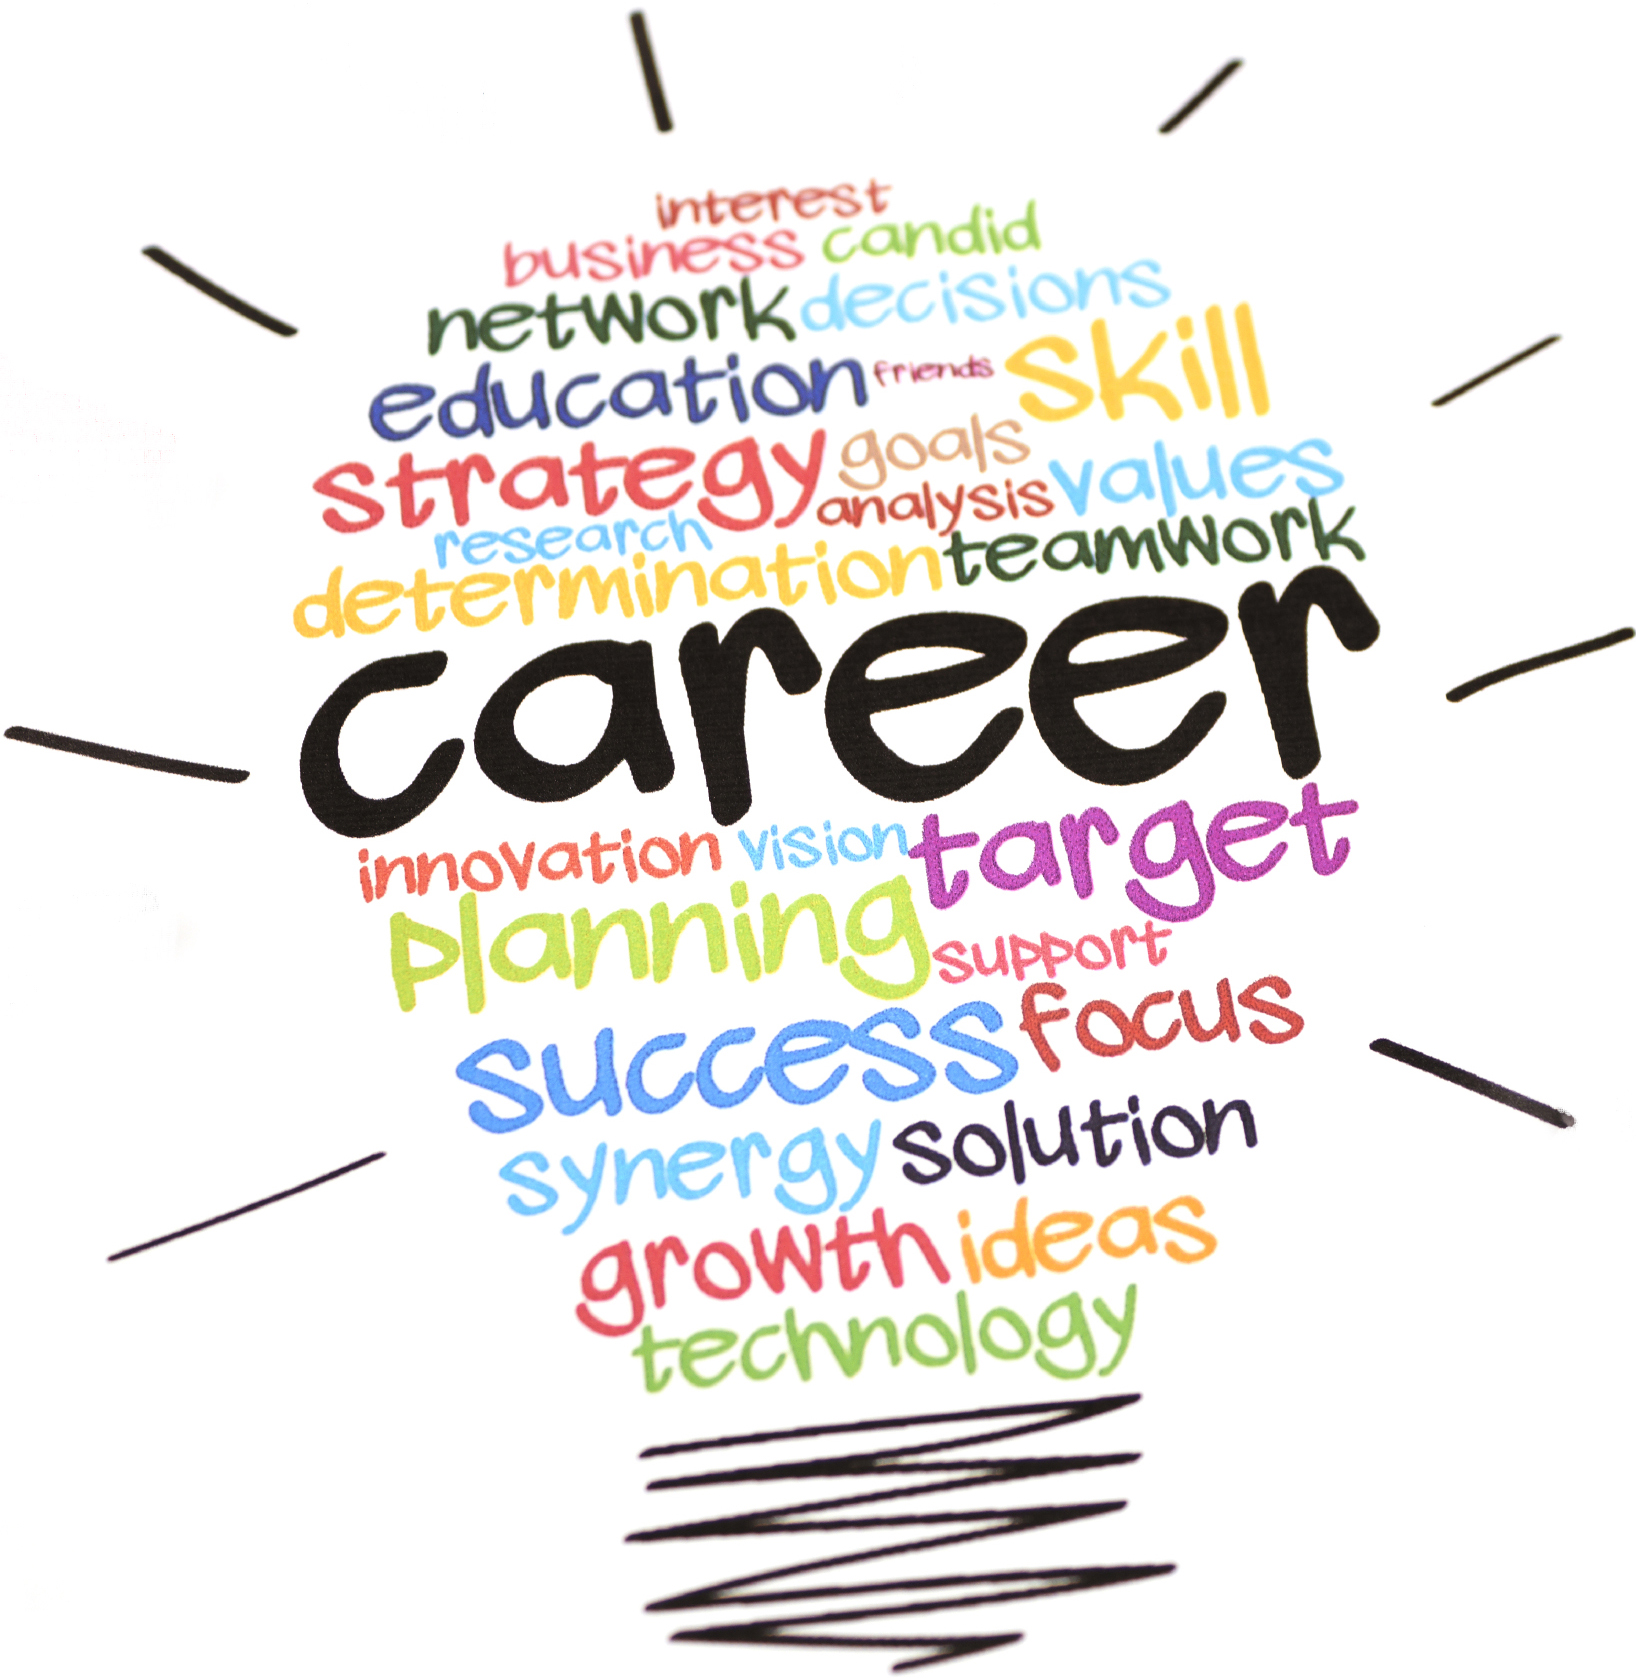 interest
business candid
network decisions
education friends skill
strategy goals
analysis values
research
determination teamwork
career
innovation vision target
planning support
success focus
synergy solution
growth ideas
technology